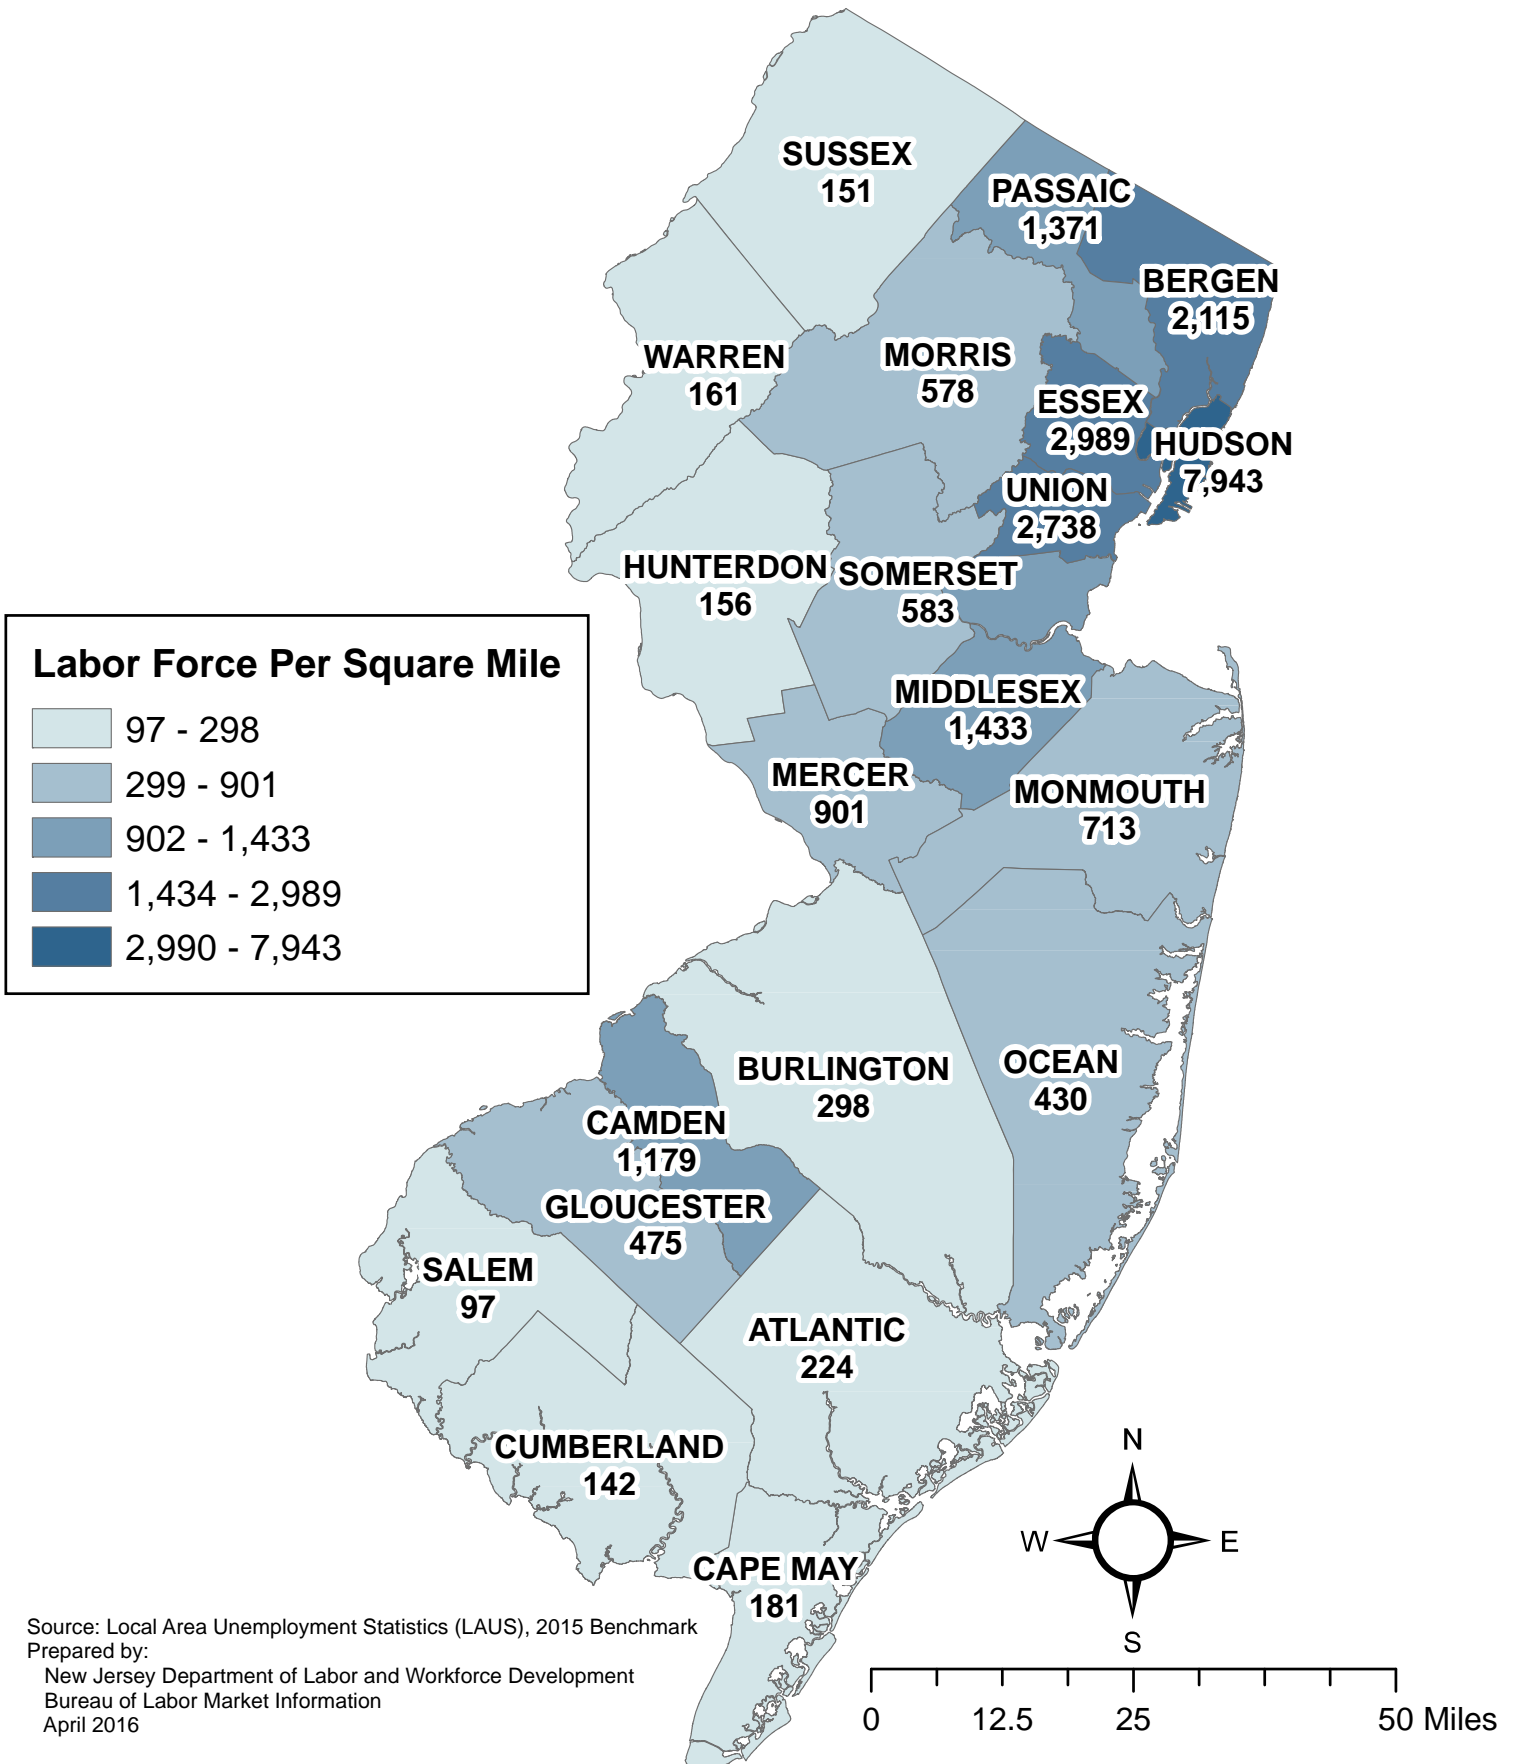 SUSSEX
151
PASSAIC
1,371
BERGEN
2,115
WARREN
161
MORRIS
578
ESSEX
2,989
HUDSON
7,943
UNION
2,738
HUNTERDON
156
SOMERSET
583
Labor Force Per Square Mile
97 - 298
299 - 901
902 - 1,433
1,434 - 2,989
2,990 - 7,943
MIDDLESEX
1,433
MERCER
901
MONMOUTH
713
BURLINGTON
298
OCEAN
430
CAMDEN
1,179
GLOUCESTER
475
SALEM
97
ATLANTIC
224
CUMBERLAND
142
CAPE MAY
181
N
W E
S
0 12.5 25 50 Miles
Source: Local Area Unemployment Statistics (LAUS), 2015 Benchmark
Prepared by:
New Jersey Department of Labor and Workforce Development
Bureau of Labor Market Information
April 2016